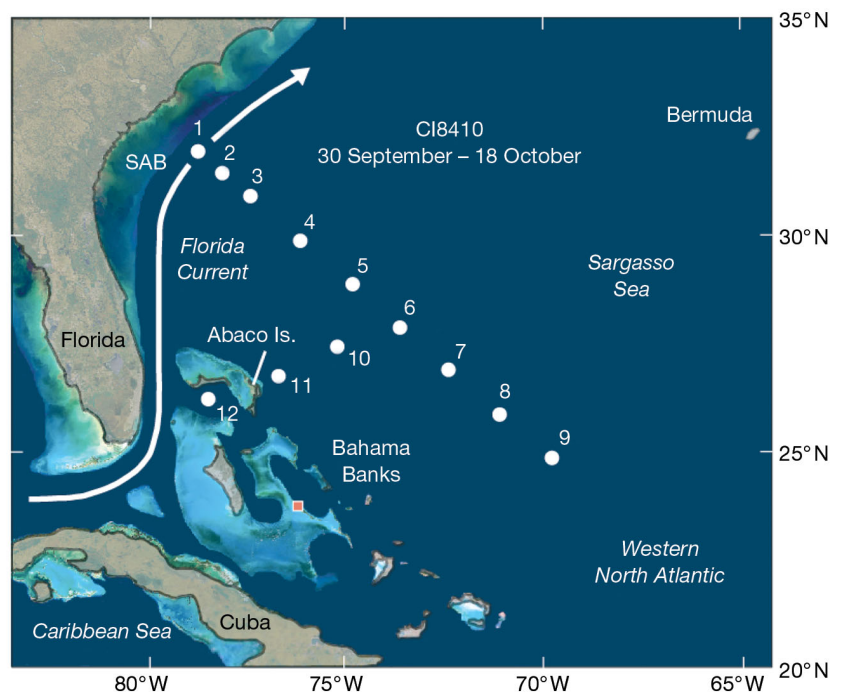 35°N
Bermuda
CI8410
30 September – 18 October
1
SAB
2
3
4
30°N
Florida
Current
Sargasso
Sea
5
6
Florida
Abaco Is.
10
7
11
8
12
9
Bahama
Banks
25°N
Western
North Atlantic
Caribbean Sea
Cuba
20°N
80°W
75°W
70°W
65°W